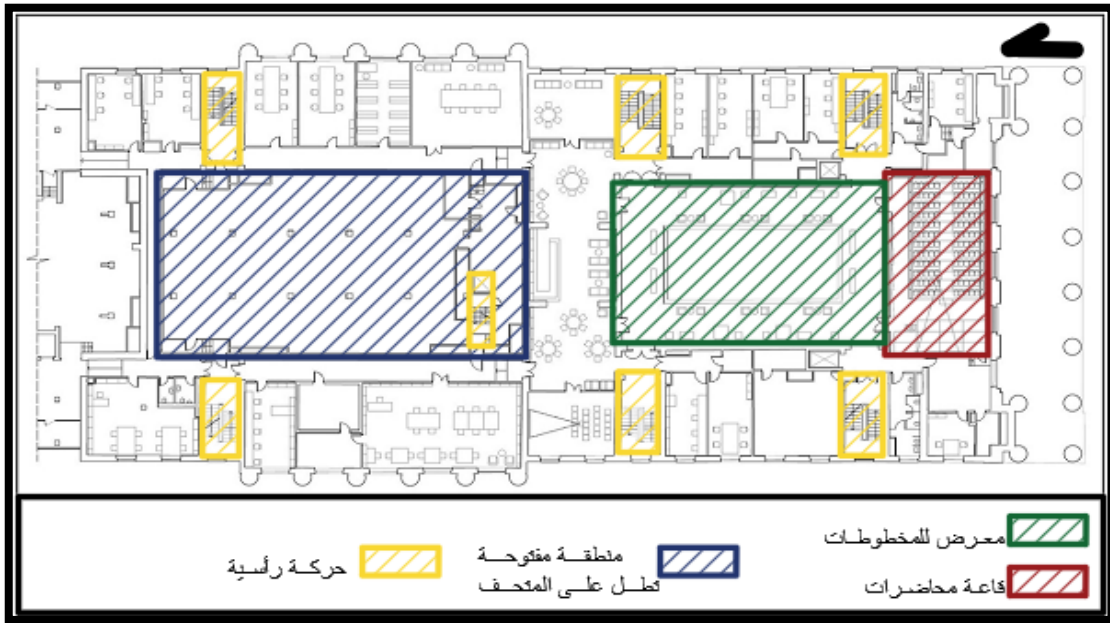 معرض للمخطوطات
قاعة محاضرات
منطقة مفتوحة
تطل على المتحف
حركة رأسية